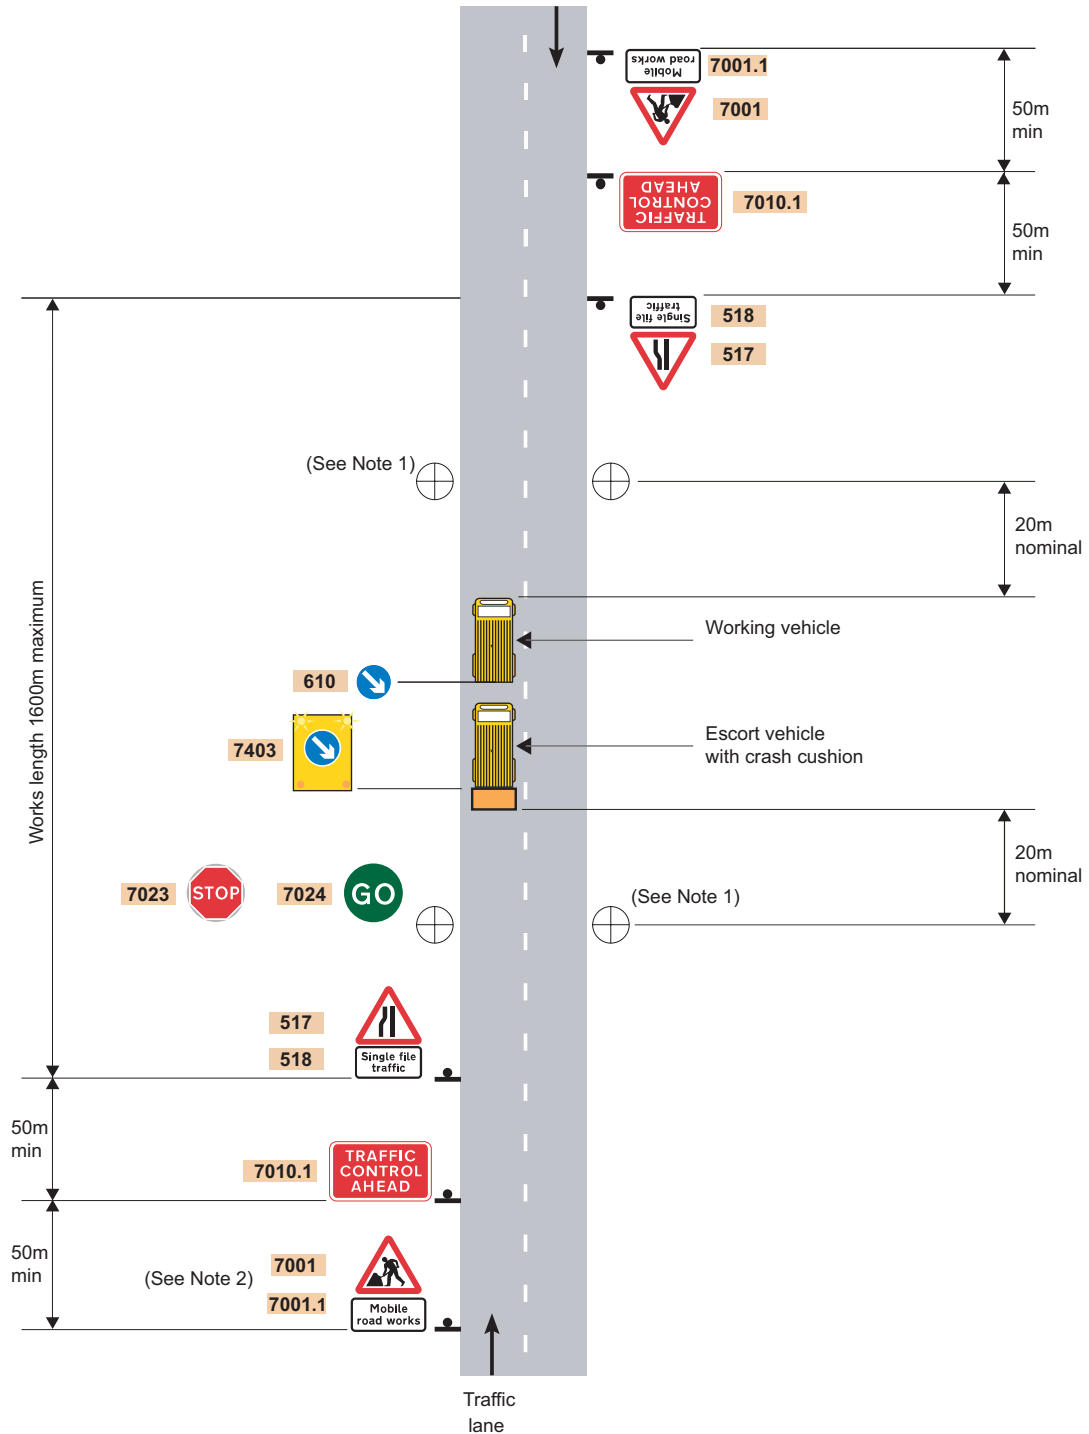 Mobile
road works
7001.1
7001
50m
min
TRAFFIC
CONTROL
AHEAD
7010.1
50m
min
Single file
traffic
518
517
(See Note 1)
20m
nominal
Works length 1600m maximum
Working vehicle
610
7403
Escort vehicle
with crash cushion
20m
nominal
7023
STOP
7024
GO
(See Note 1)
517
518
Single file
traffic
50m
min
7010.1
TRAFFIC
CONTROL
AHEAD
50m
min
(See Note 2)
7001
7001.1
Mobile
road works
Traffic
lane